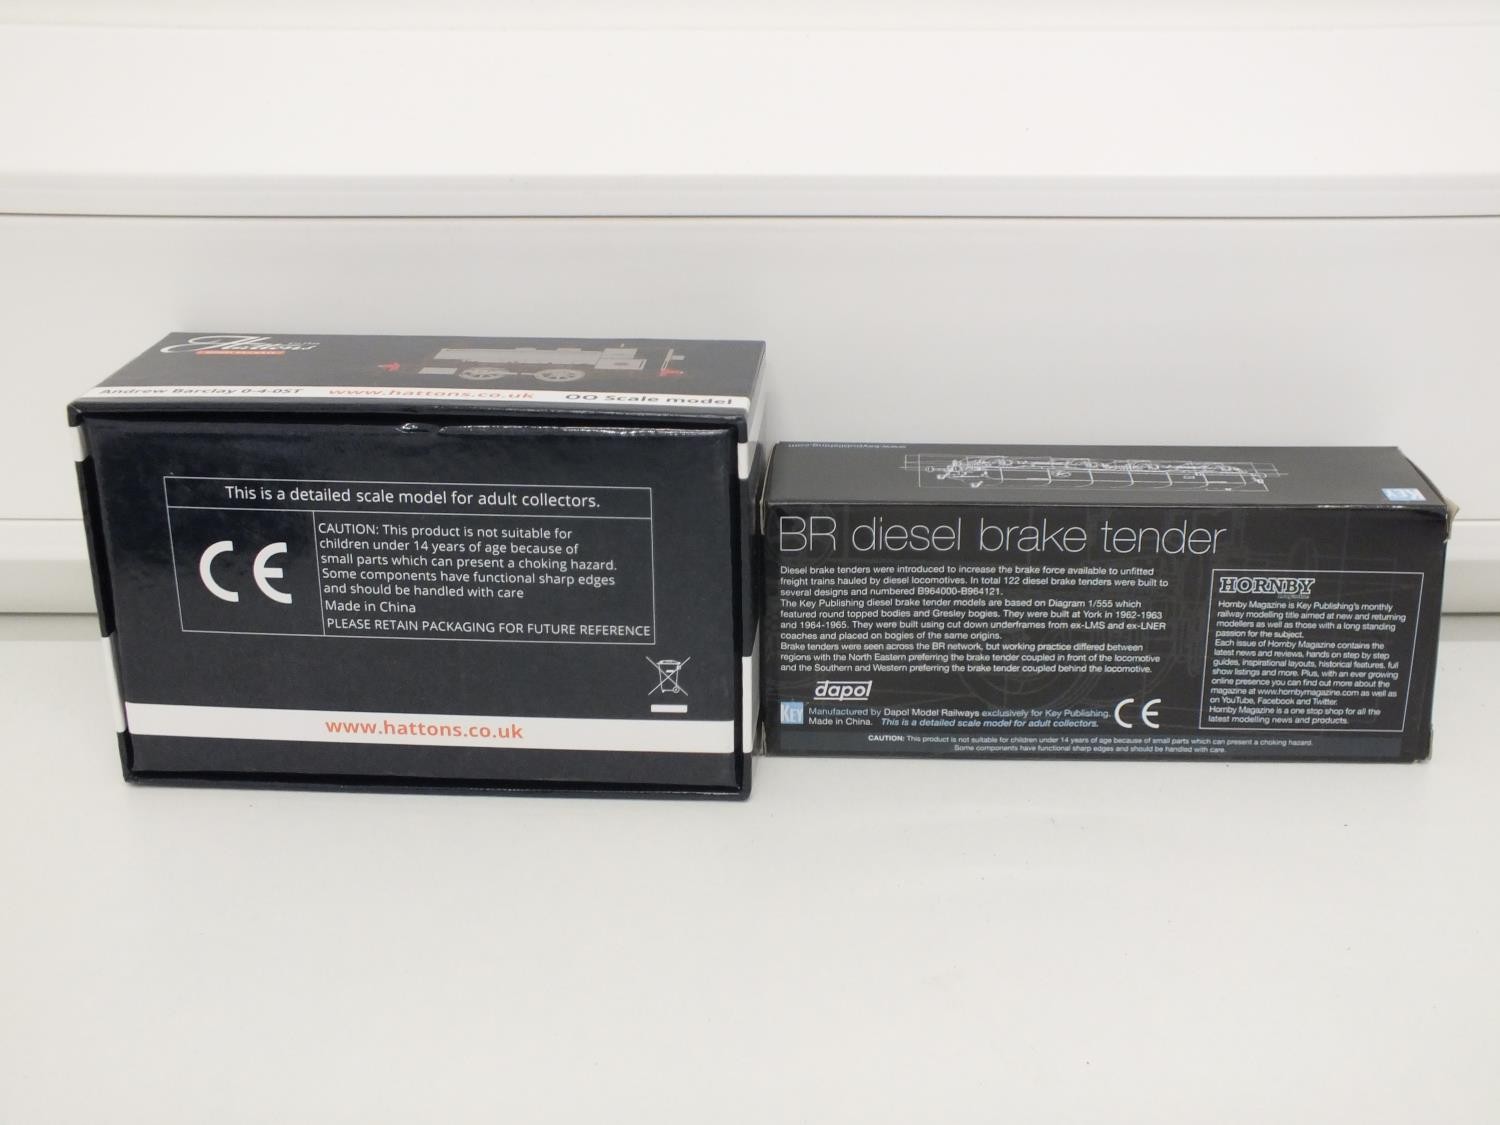 Hattons
Andrew Barclay 0-4-0ST www.hattons.co.uk OO Scale model
This is a detailed scale model for adult collectors.
CE
CAUTION: This product is not suitable for
children under 14 years of age because of
small parts which can present a choking hazard.
Some components have functional sharp edges
and should be handled with care
Made in China
PLEASE RETAIN PACKAGING FOR FUTURE REFERENCE
www.hattons.co.uk
www.keypublishing.com
KEY
BR diesel brake tender
Diesel brake tenders were introduced to increase the brake force available to unfitted
freight trains hauled by diesel locomotives. In total 122 diesel brake tenders were built to
several designs and numbered B964000-B964121.
The Key Publishing diesel brake tender models are based on Diagram 1/555 which
featured round topped bodies and Gresley bogies. They were built at York in 1962-1963
and 1964-1965. They were built using cut down underframes from ex-LMS and ex-LNER
coaches and placed on bogies of the same origins.
Brake tenders were seen across the BR network, but working practice differed between
regions with the North Eastern preferring the brake tender coupled in front of the locomotive
and the Southern and Western preferring the brake tender coupled behind the locomotive.
dapol
KEY
Manufactured by Dapol Model Railways exclusively for Key Publishing.
Made in China. This is a detailed scale model for adult collectors.
CE
HORNBY
Hornby Magazine is Key Publishing's monthly
railway modelling title aimed at new and returning
modellers as well as those with a long standing
passion for the subject.
Each issue of Hornby Magazine contains the
latest news and reviews, hands on step by step
guides, inspirational layouts, historical features, full
show listings and more. Plus, with an ever growing
online presence you can find out more about the
magazine at www.hornbymagazine.com as well as
on YouTube, Facebook and Twitter.
Hornby Magazine is a one stop shop for all the
latest modelling news and products.
CAUTION: This product is not suitable for children under 14 years of age because of small parts which can present a choking hazard.
Some components have functional sharp edges and should be handled with care.